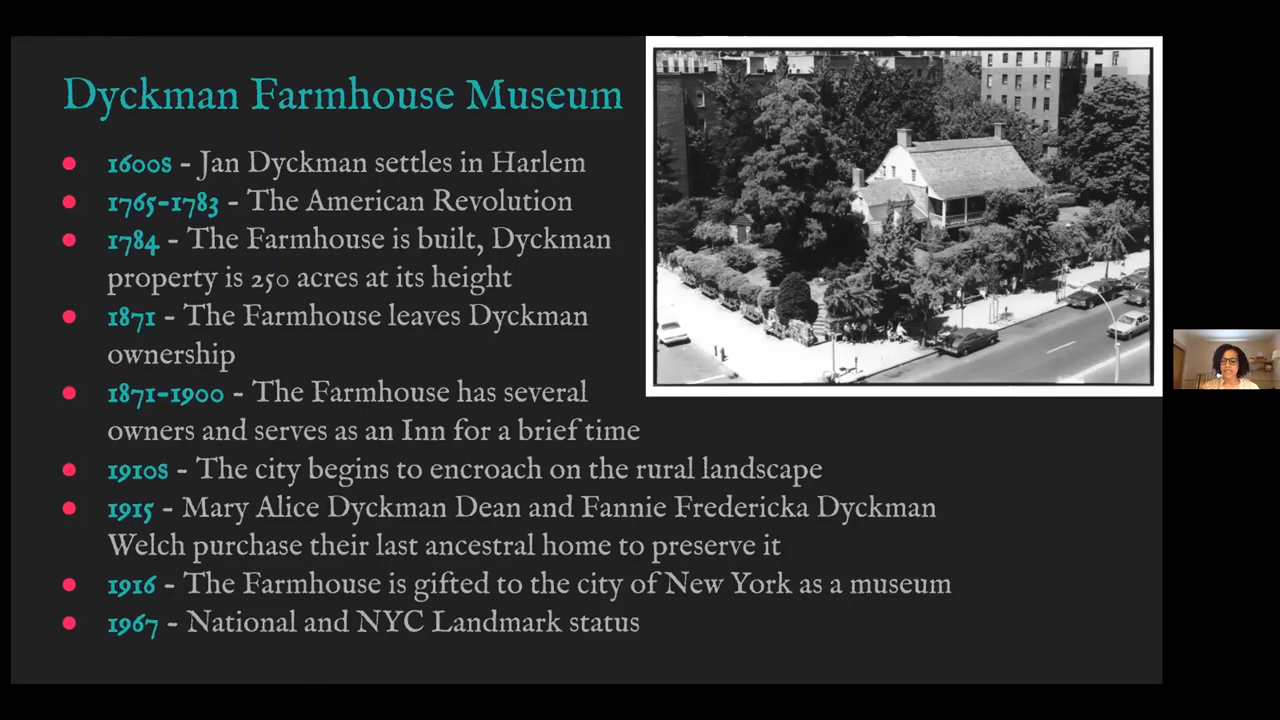 Dyckman Farmhouse Museum
1600s - Jan Dyckman settles in Harlem
1765-1783 - The American Revolution
1784 - The Farmhouse is built, Dyckman
property is 250 acres at its height
1871 - The Farmhouse leaves Dyckman
ownership
1871-1900 - The Farmhouse has several
owners and serves as an Inn for a brief time
1910s - The city begins to encroach on the rural landscape
1915 - Mary Alice Dyckman Dean and Fannie Fredericka Dyckman
Welch purchase their last ancestral home to preserve it
1916 - The Farmhouse is gifted to the city of New York as a museum
1967 - National and NYC Landmark status